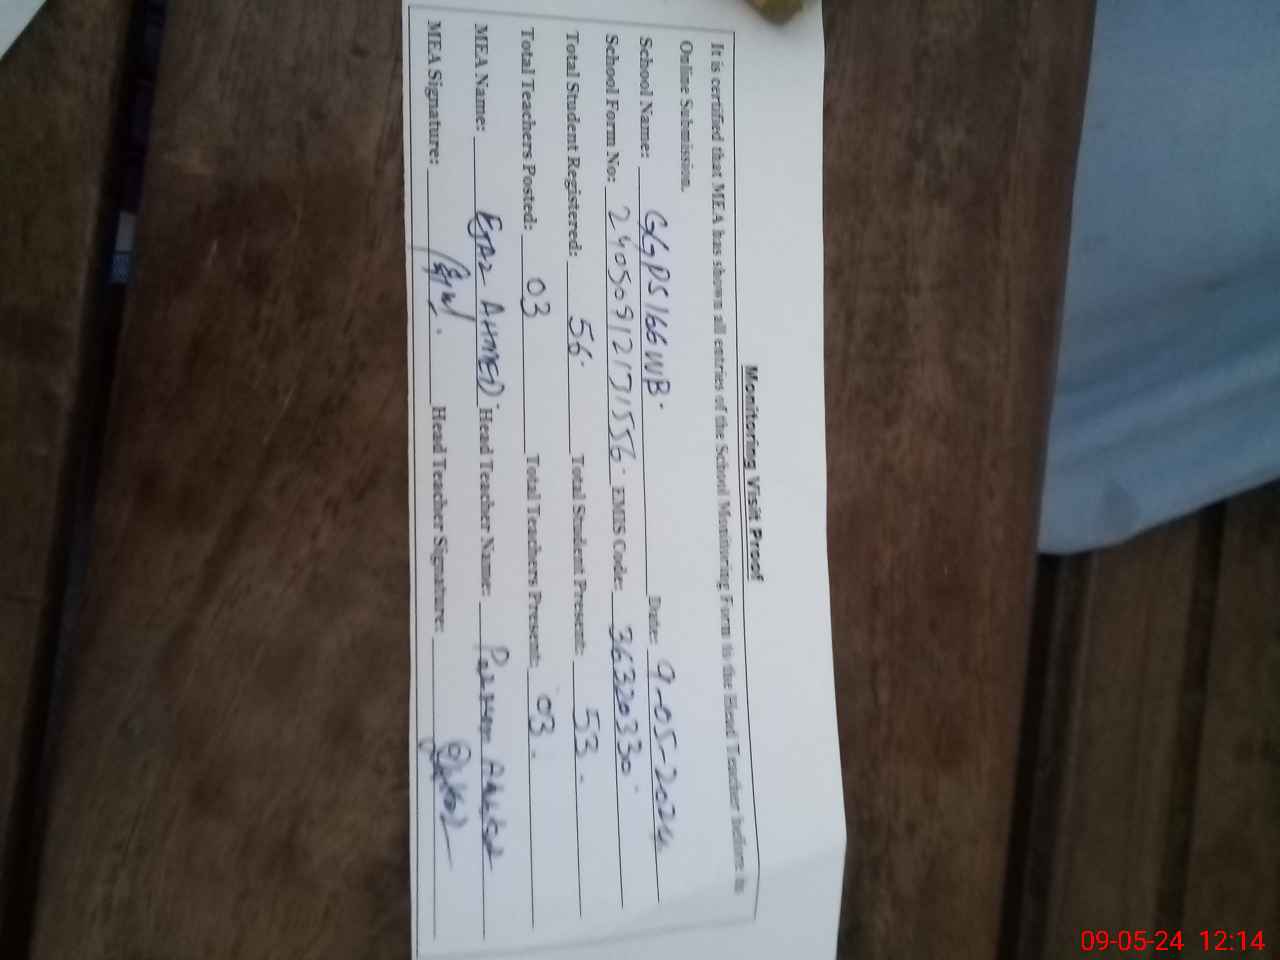 Monitoring Visit Proof
It is certified that MEA has shown all entries of the School Monitoring Form to the Head Teacher before its
Online Submission.
School Name: GGPS 166 WB. Date: 9-05-2024
School Form No: EMIS Code: 36320330
Total Student Registered: 56. Total Student Present: 53.
Total Teachers Posted: 03 Total Teachers Present: 03.
MEA Name: EJAZ AHMED. Head Teacher Name:
MEA Signature: Head Teacher Signature:
09-05-24 12:14